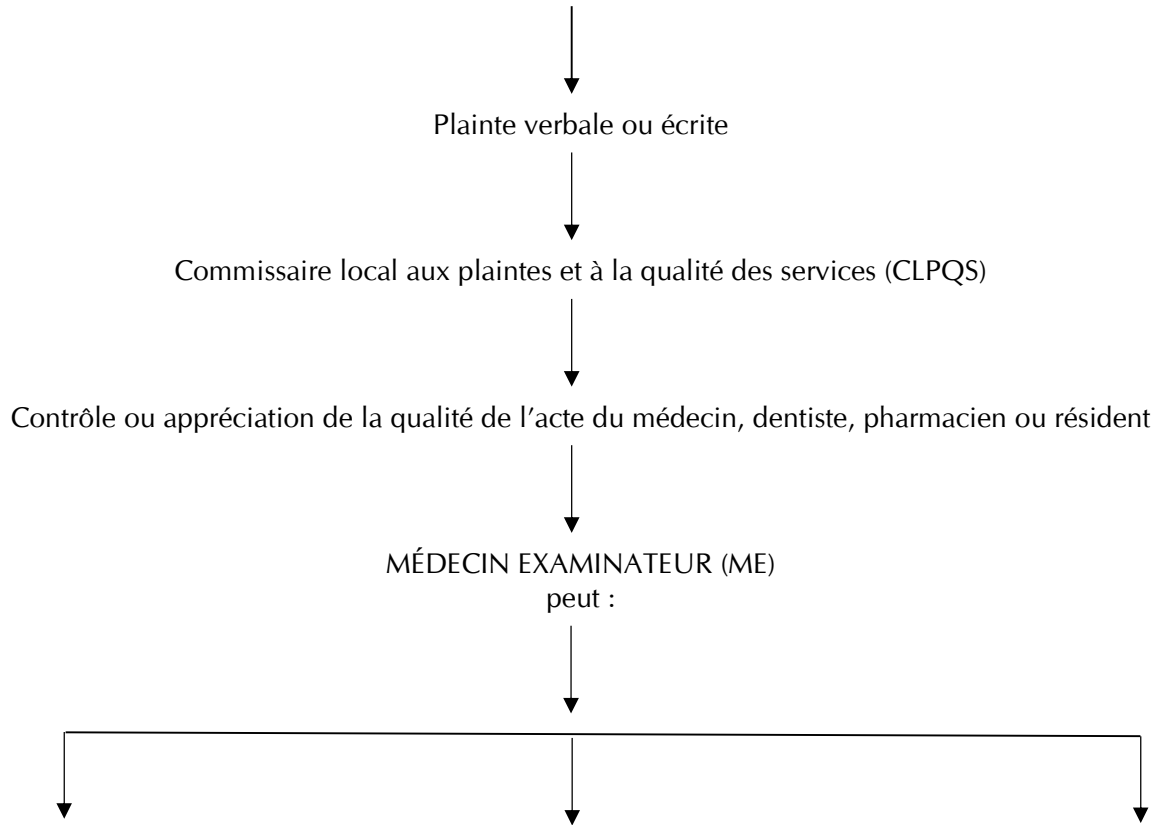 Plainte verbale ou écrite
Commissaire local aux plaintes et à la qualité des services (CLPQS)
Contrôle ou appréciation de la qualité de l’acte du médecin, dentiste, pharmacien ou résident
MÉDECIN EXAMINATEUR (ME)
peut :